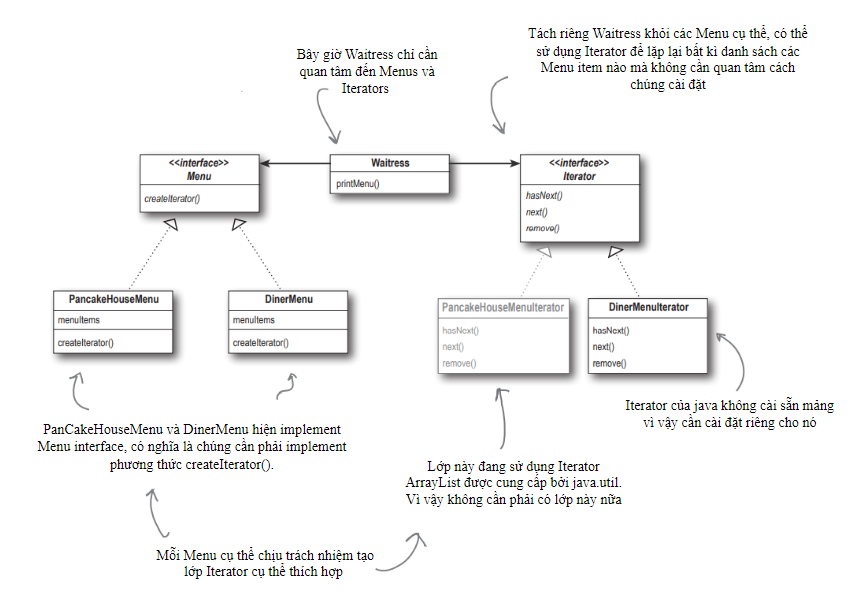 Bây giờ Waitress chỉ cần
quan tâm đến Menus và
Iterators
Tách riêng Waitress khỏi các Menu cụ thể, có thể
sử dụng Iterator để lặp lại bất kì danh sách các
Menu item nào mà không cần quan tâm cách
chúng cài đặt
<<interface>>
Menu
createIterator()
Waitress
printMenu()
<<interface>>
Iterator
hasNext()
next()
remove()
PancakeHouseMenu
menuItems
createIterator()
DinerMenu
menuItems
createIterator()
PancakeHouseMenuIterator
hasNext()
next()
remove()
DinerMenuIterator
hasNext()
next()
remove()
Iterator của java không cài sẵn mảng
vì vậy cần cài đặt riêng cho nó
PanCakeHouseMenu và DinerMenu hiện implement
Menu interface, có nghĩa là chúng cần phải implement
phương thức createIterator().
Lớp này đang sử dụng Iterator
ArrayList được cung cấp bởi java.util.
Vì vậy không cần phải có lớp này nữa
Mỗi Menu cụ thể chịu trách nhiệm tạo
lớp Iterator cụ thể thích hợp